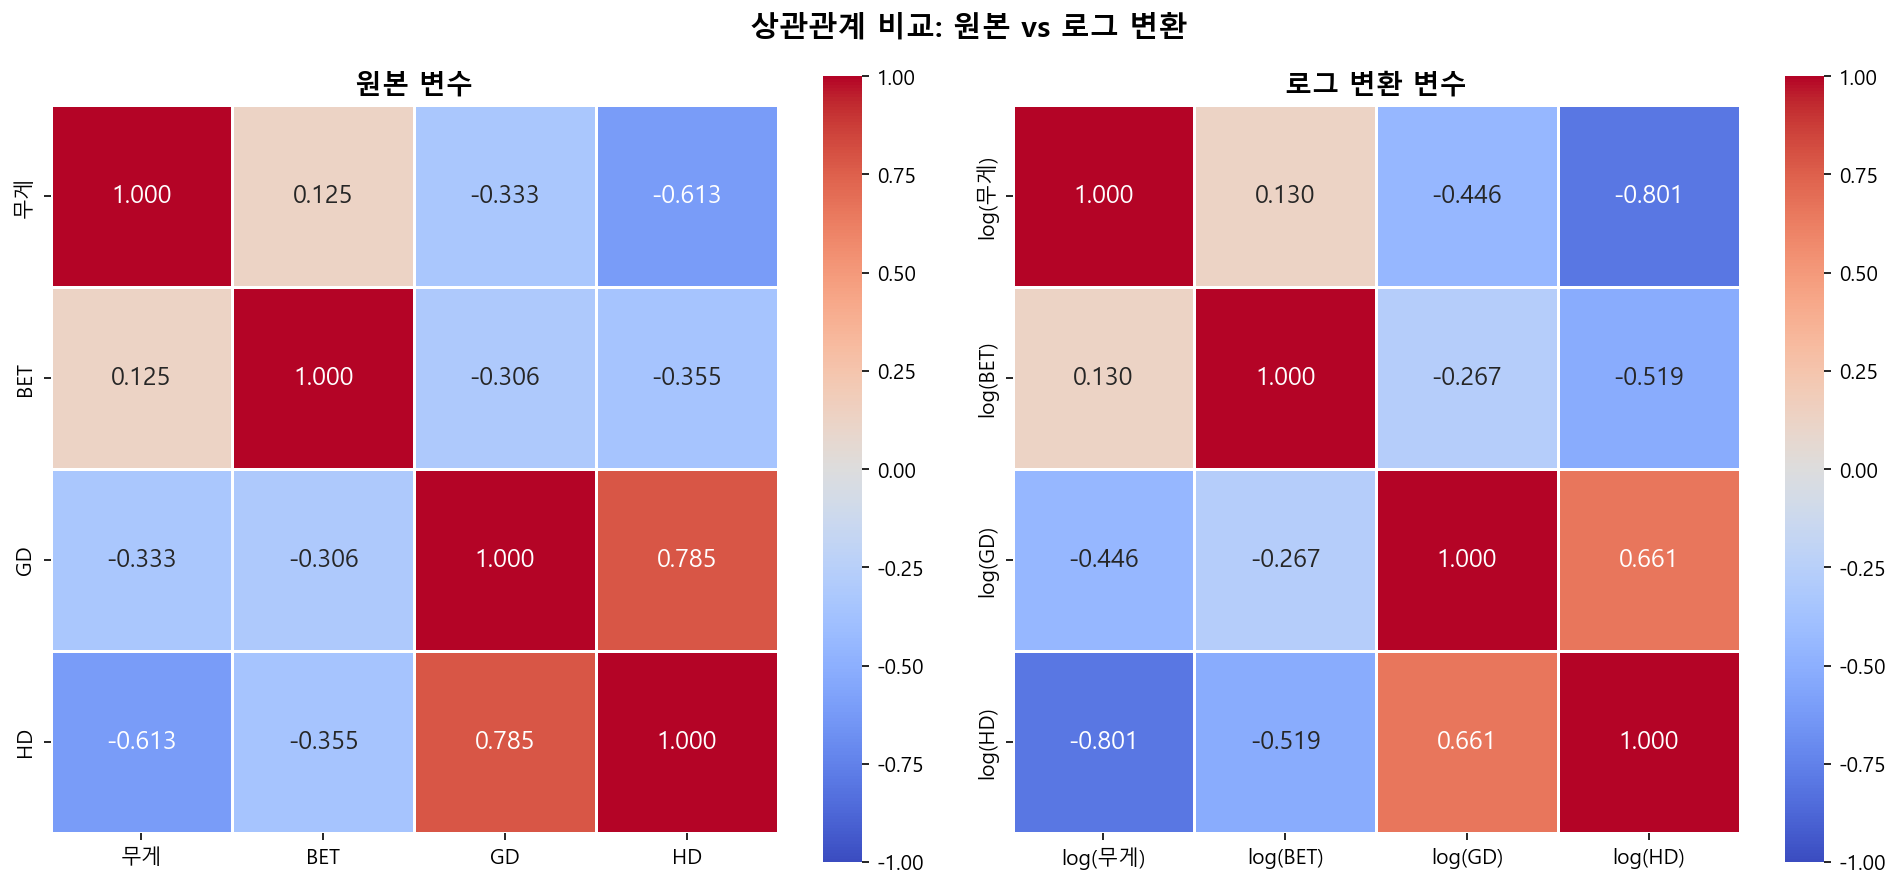 상관관계 비교: 원본 vs 로그 변환
원본 변수
무게 1.000 0.125 -0.333 -0.613
BET 0.125 1.000 -0.306 -0.355
GD -0.333 -0.306 1.000 0.785
HD -0.613 -0.355 0.785 1.000
무게 BET GD HD
1.00
0.75
0.50
0.25
0.00
-0.25
-0.50
-0.75
-1.00
로그 변환 변수
log(무게) 1.000 0.130 -0.446 -0.801
log(BET) 0.130 1.000 -0.267 -0.519
log(GD) -0.446 -0.267 1.000 0.661
log(HD) -0.801 -0.519 0.661 1.000
log(무게) log(BET) log(GD) log(HD)
1.00
0.75
0.50
0.25
0.00
-0.25
-0.50
-0.75
-1.00